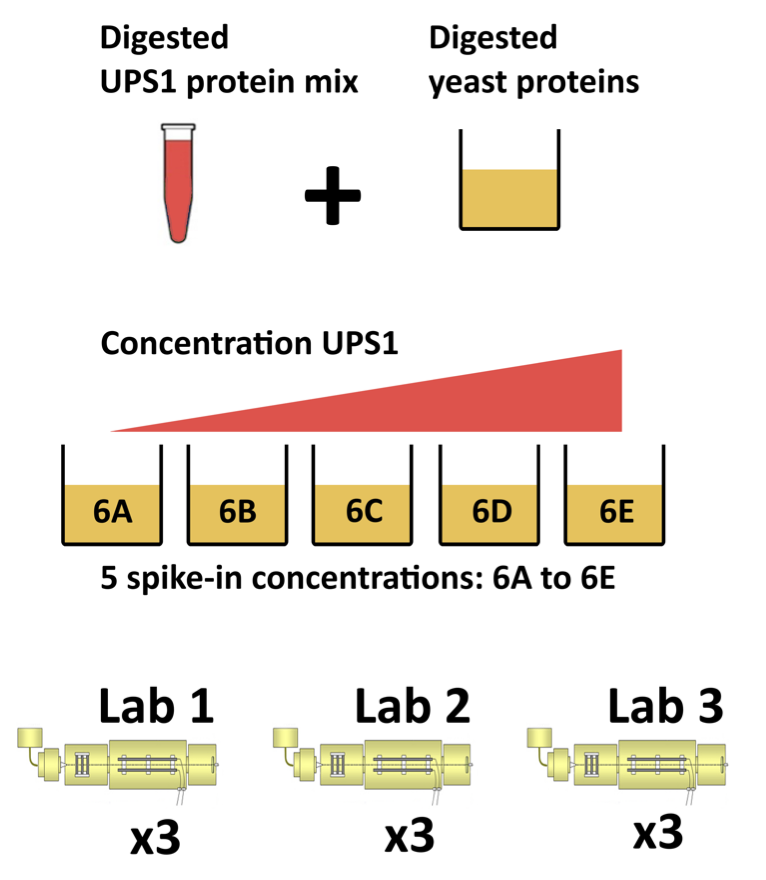 Digested
UPS1 protein mix
Digested
yeast proteins
Concentration UPS1
6A 6B 6C 6D 6E
5 spike-in concentrations: 6A to 6E
Lab 1 Lab 2 Lab 3
x3 x3 x3